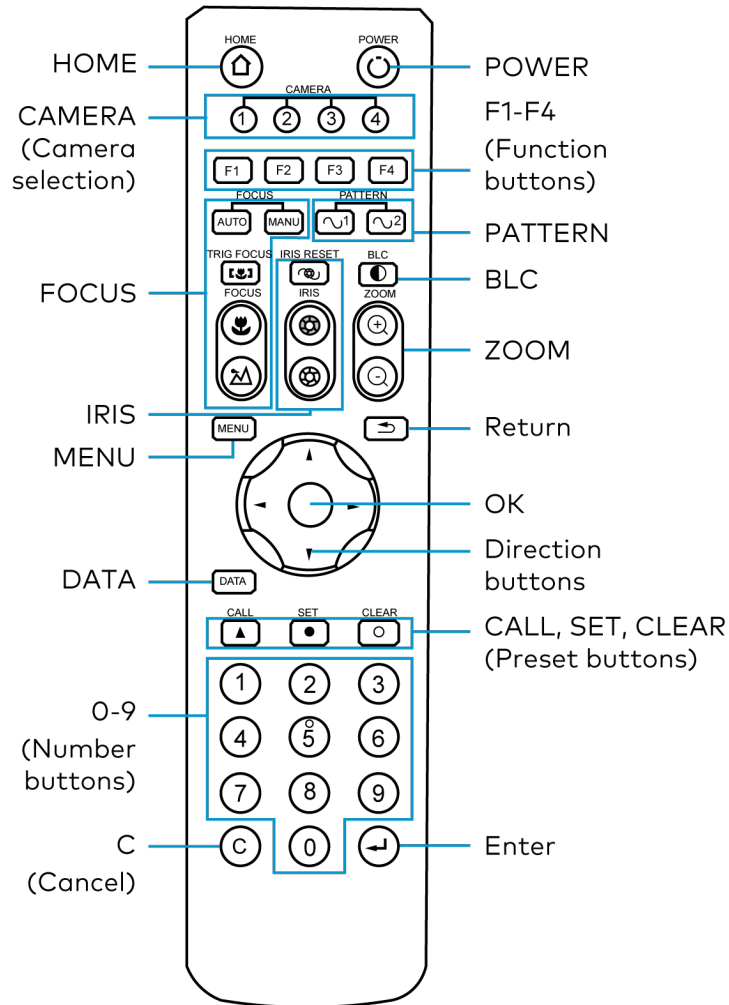 HOME
POWER
HOME
POWER
CAMERA
CAMERA
(Camera
selection)
1 2 3 4
F1-F4
(Function
buttons)
F1 F2 F3 F4
FOCUS
PATTERN
AUTO MANU
1 2
PATTERN
TRIG FOCUS
IRIS RESET
BLC
BLC
FOCUS
FOCUS
IRIS
ZOOM
ZOOM
IRIS
MENU
Return
MENU
OK
Direction
buttons
DATA
DATA
CALL
SET
CLEAR
CALL, SET, CLEAR
(Preset buttons)
1 2 3
0-9
(Number
buttons)
4 5 6
7 8 9
C
(Cancel)
C 0
Enter